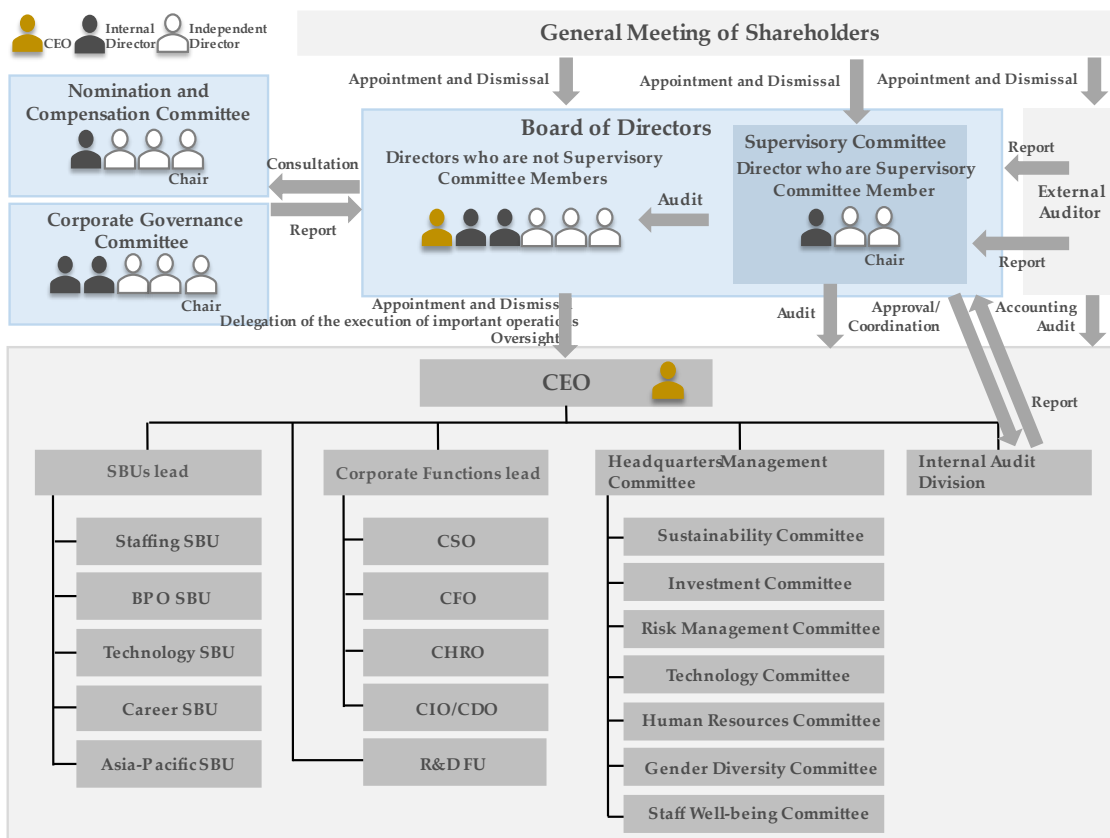 CEO
Internal
Director
Independent
Director
General Meeting of Shareholders
Appointment and Dismissal
Appointment and Dismissal
Appointment and Dismissal
Nomination and
Compensation Committee
Chair
Corporate Governance
Committee
Chair
Consultation
Report
Board of Directors
Directors who are not Supervisory
Committee Members
Audit
Supervisory Committee
Director who are Supervisory
Committee Member
Chair
Report
External
Auditor
Report
Appointment and Dismissal
Delegation of the execution of important operations
Oversight
Audit
Approval/
Coordination
Accounting
Audit
Report
CEO
SBUs lead
Staffing SBU
BPO SBU
Technology SBU
Career SBU
Asia-Pacific SBU
Corporate Functions lead
CSO
CFO
CHRO
CIO/CDO
R&D FU
Headquarters Management
Committee
Sustainability Committee
Investment Committee
Risk Management Committee
Technology Committee
Human Resources Committee
Gender Diversity Committee
Staff Well-being Committee
Internal Audit
Division